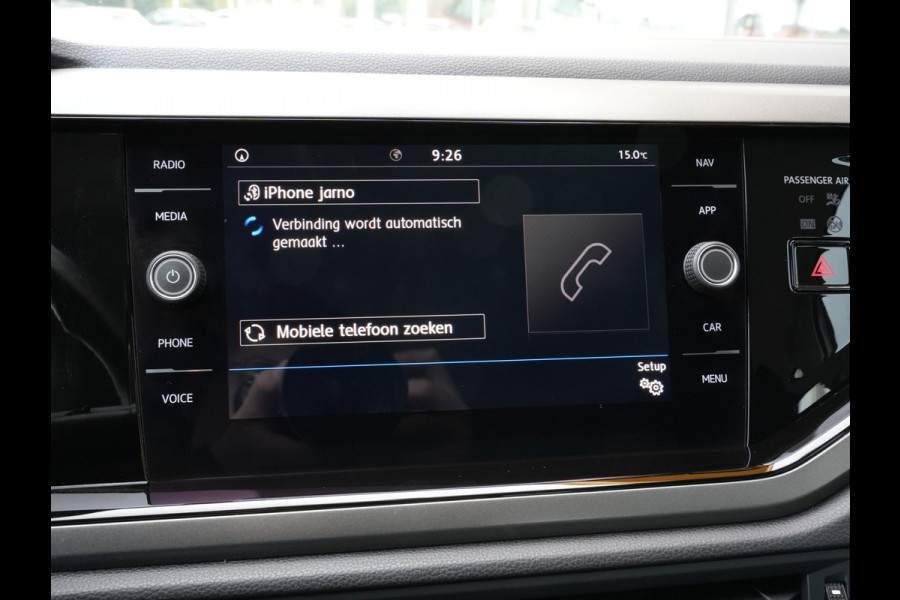 9:26
15.0°C
RADIO
MEDIA
PHONE
VOICE
iPhone jarno
Verbinding wordt automatisch
gemaakt ...
Mobiele telefoon zoeken
Setup
NAV
APP
CAR
MENU
PASSENGER AIR
OFF
ON